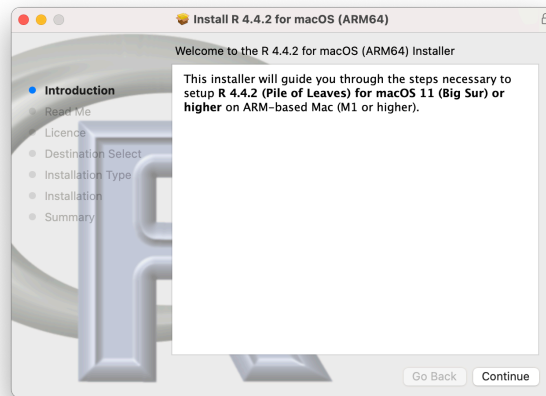 Install R 4.4.2 for macOS (ARM64)
Welcome to the R 4.4.2 for macOS (ARM64) Installer
Introduction
Read Me
Licence
Destination Select
Installation Type
Installation
Summary
This installer will guide you through the steps necessary to
setup R 4.4.2 (Pile of Leaves) for macOS 11 (Big Sur) or
higher on ARM-based Mac (M1 or higher).
Go Back
Continue